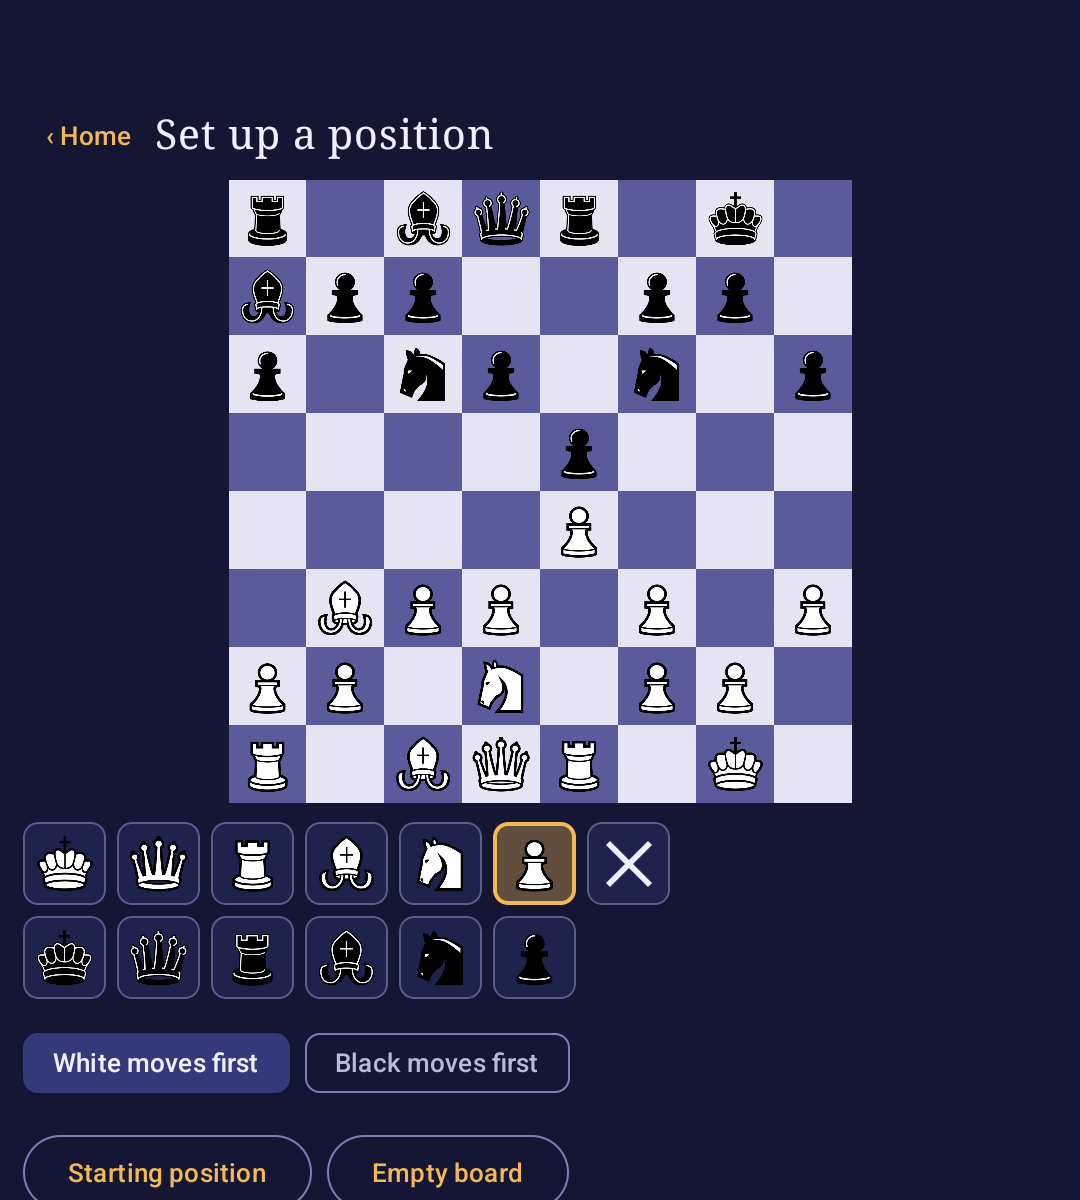 ‹ Home Set up a position
White moves first Black moves first
Starting position Empty board